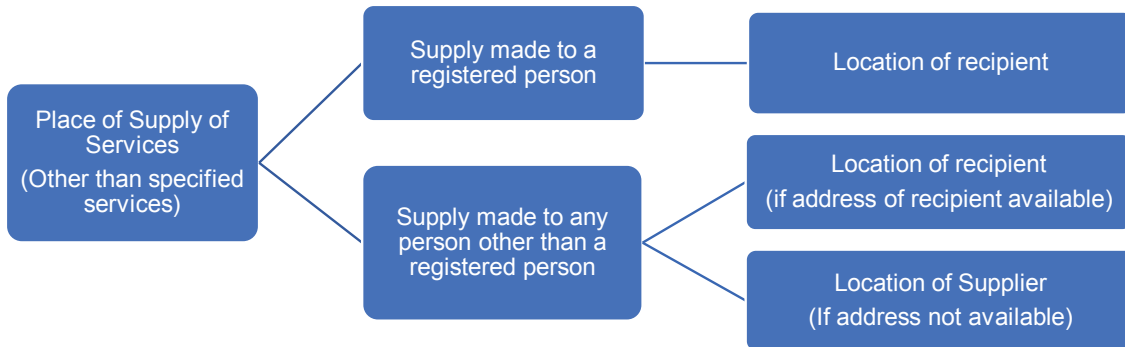 Place of Supply of
Services
(Other than specified
services)
Supply made to a
registered person
Location of recipient
Supply made to any
person other than a
registered person
Location of recipient
(if address of recipient available)
Location of Supplier
(If address not available)